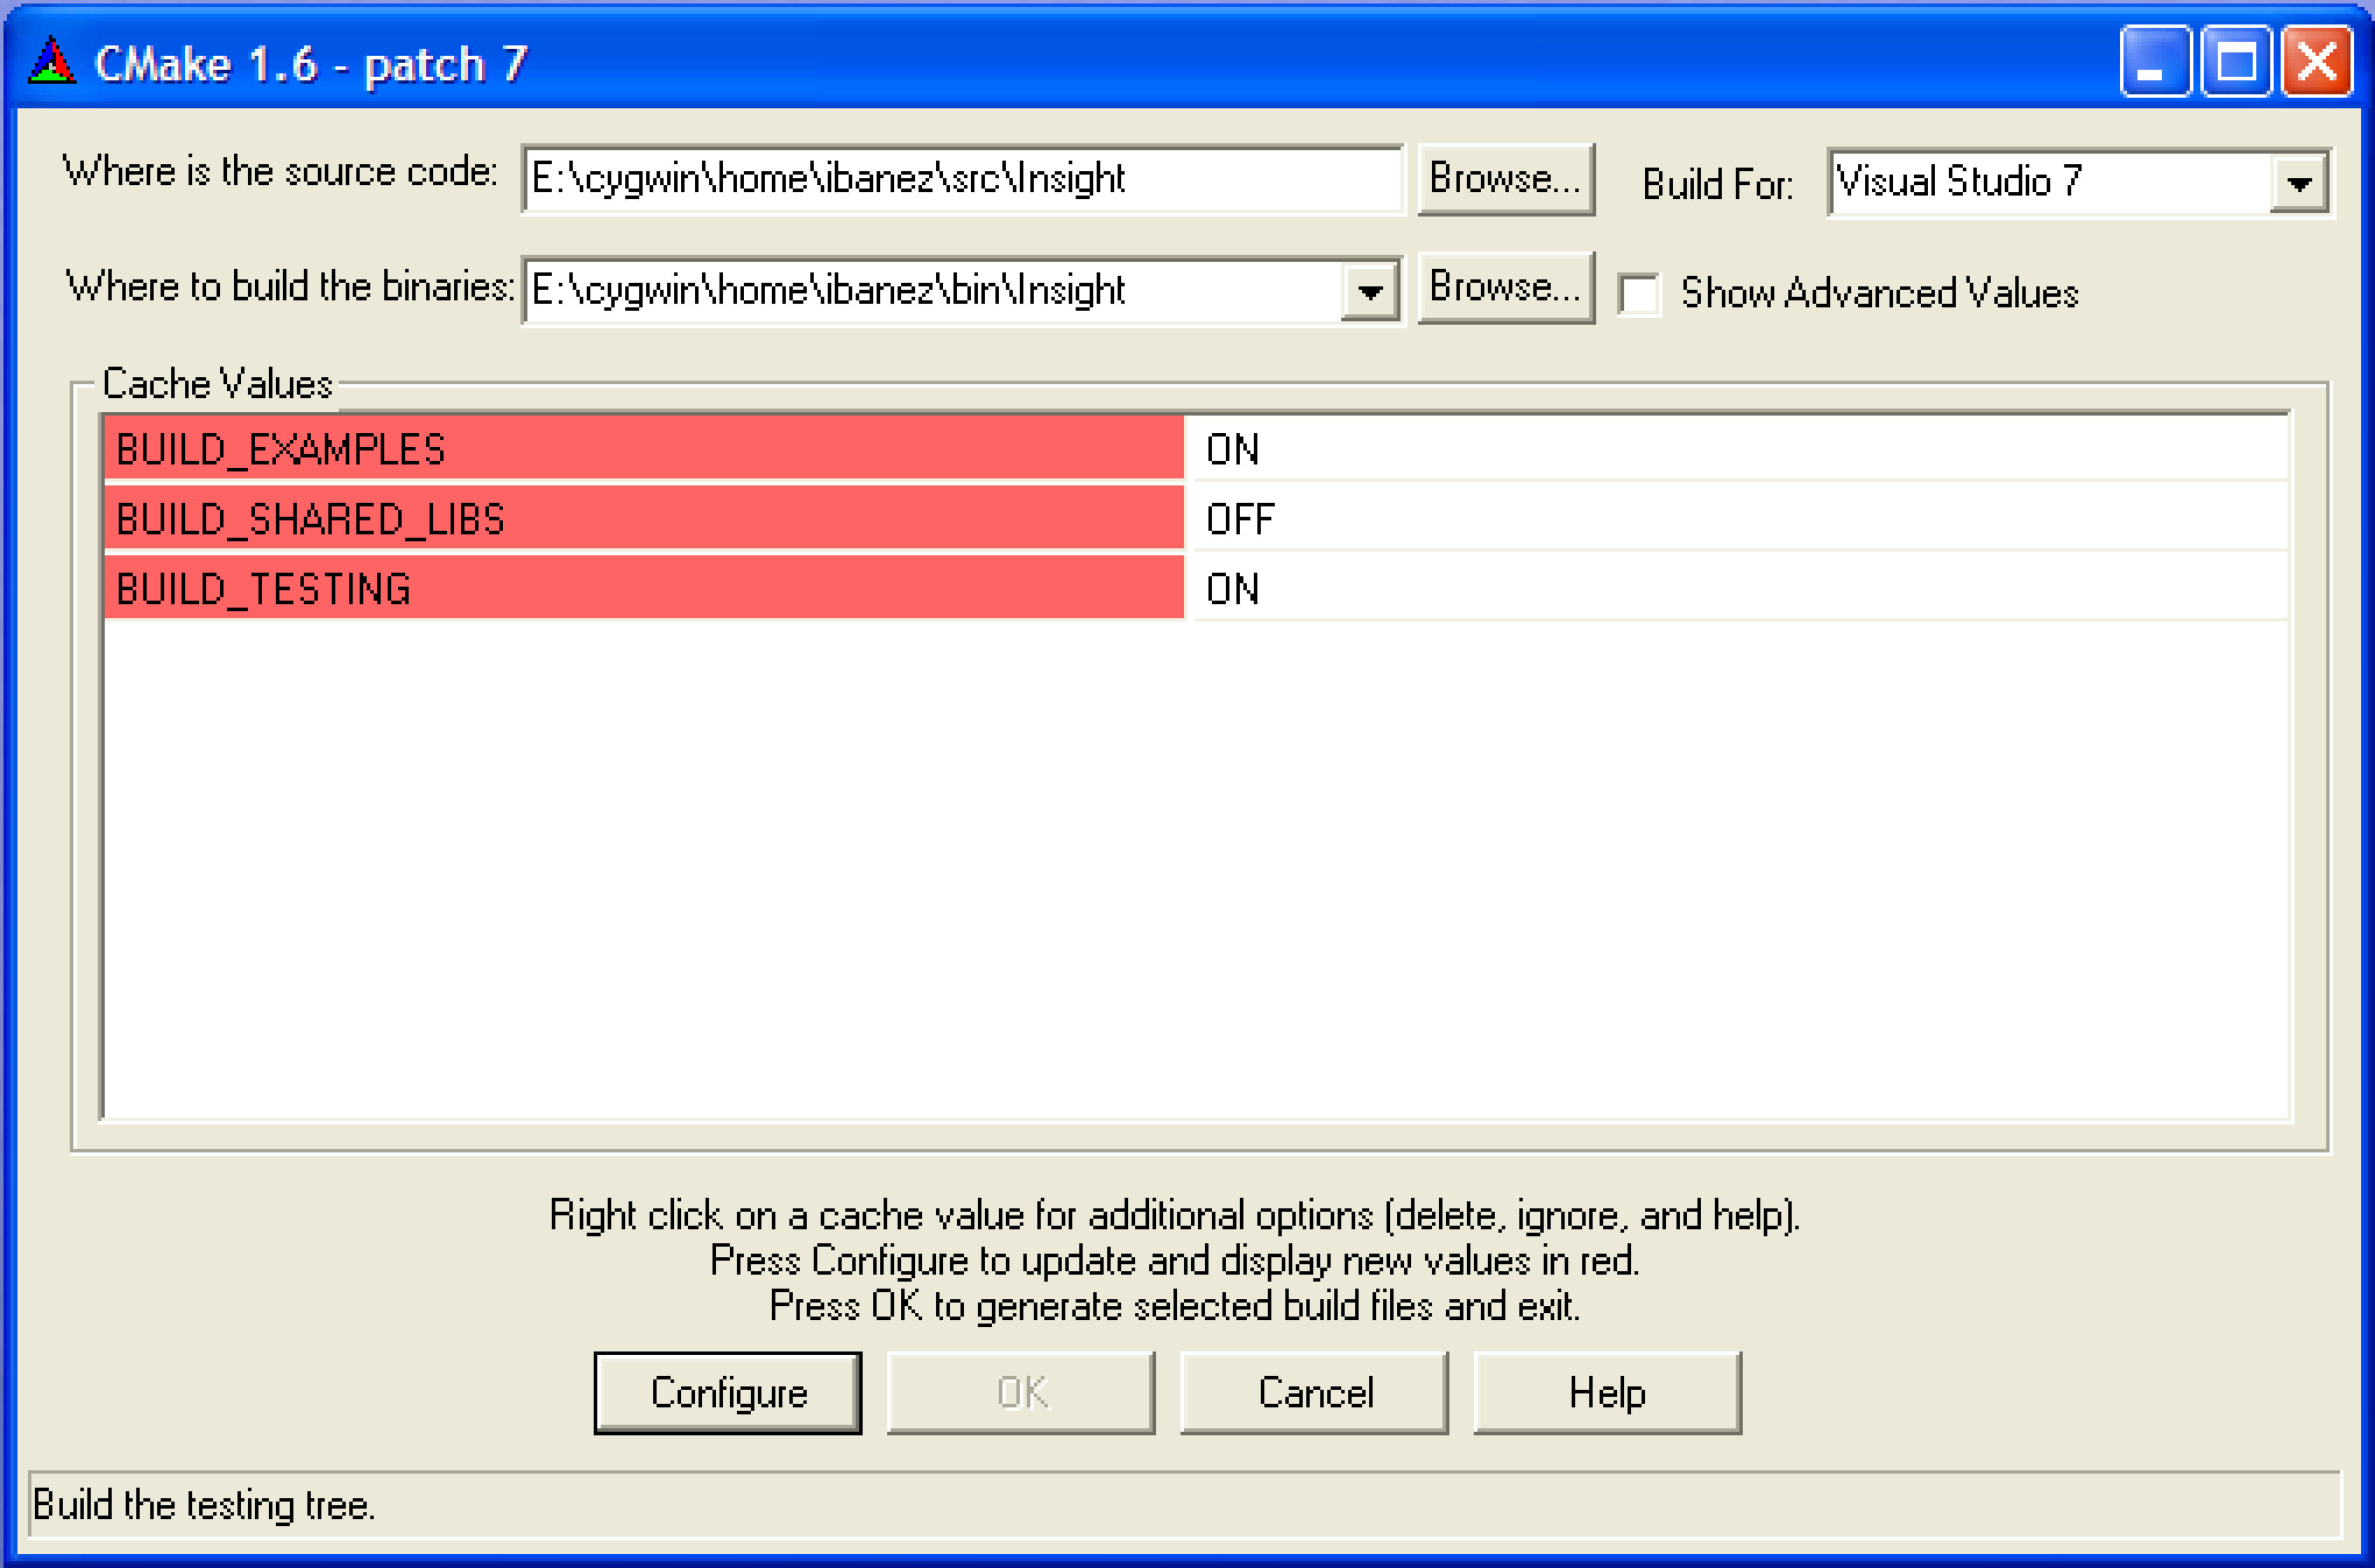 CMake 1.6 - patch 7
Where is the source code: E:\cygwin\home\ibanez\src\Insight Browse... Build For: Visual Studio 7
Where to build the binaries: E:\cygwin\home\ibanez\bin\Insight Browse... Show Advanced Values
Cache Values
BUILD_EXAMPLES ON
BUILD_SHARED_LIBS OFF
BUILD_TESTING ON
Right click on a cache value for additional options (delete, ignore, and help).
Press Configure to update and display new values in red.
Press OK to generate selected build files and exit.
Configure OK Cancel Help
Build the testing tree.